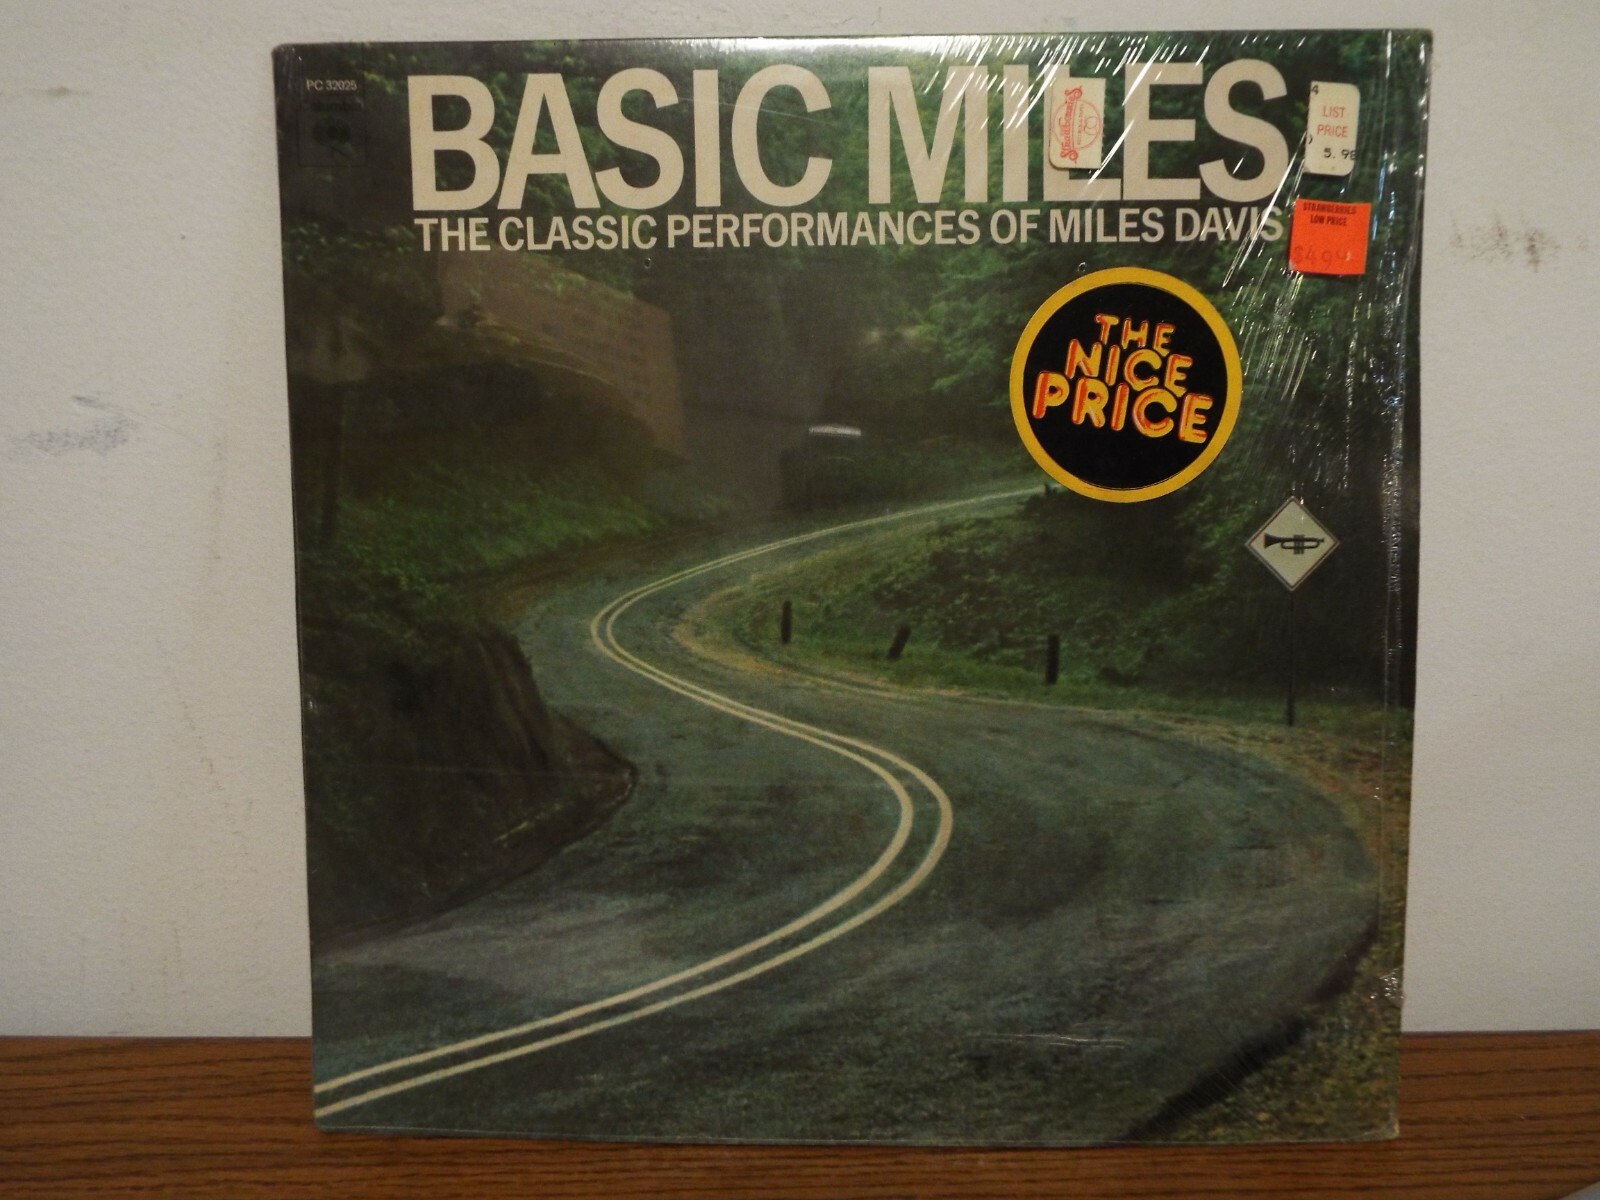 PC 32025
BASIC MILES
THE CLASSIC PERFORMANCES OF MILES DAVIS
Strawberries
LIST
PRICE
5.98
STRAWBERRIES
LOW PRICE
$4.99
THE
NICE
PRICE